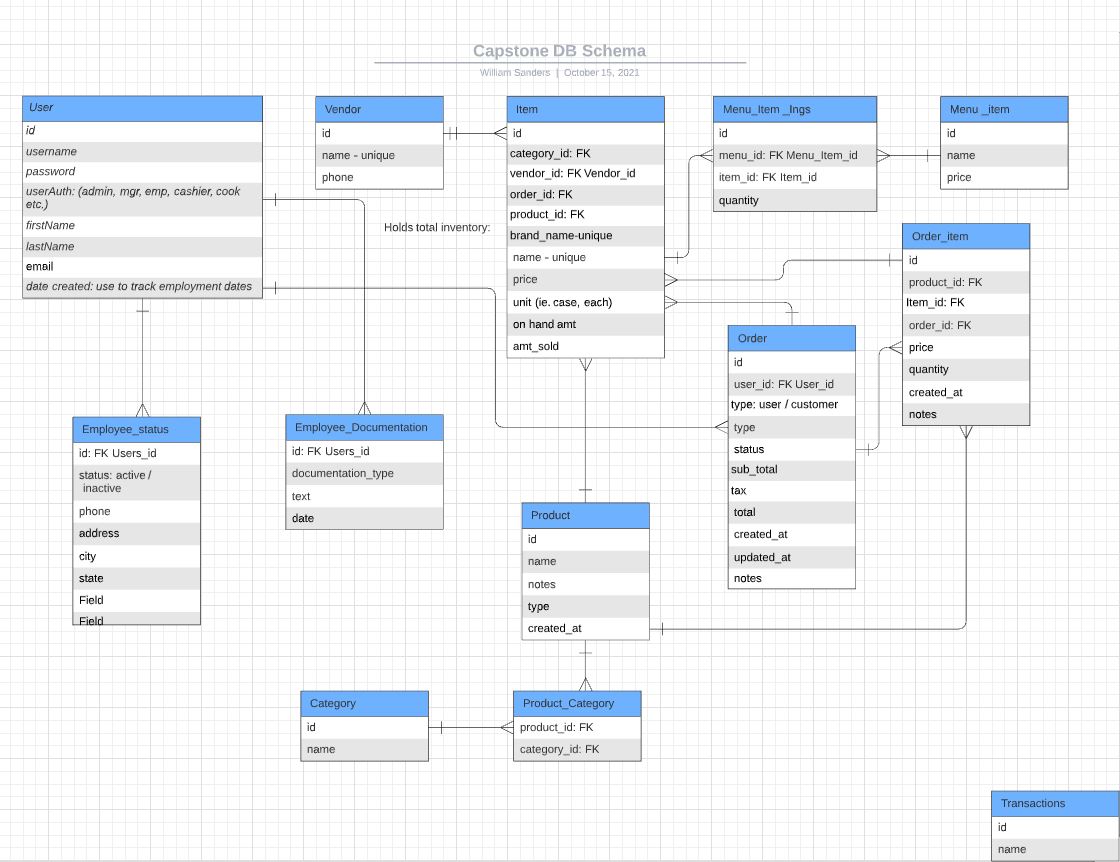 Capstone DB Schema
William Sanders | October 15, 2021
User
id
username
password
userAuth: (admin, mgr, emp, cashier, cook
etc.)
firstName
lastName
email
date created: use to track employment dates
Vendor
id
name - unique
phone
Holds total inventory:
Item
id
category_id: FK
vendor_id: FK Vendor_id
order_id: FK
product_id: FK
brand_name-unique
name - unique
price
unit (ie. case, each)
on hand amt
amt_sold
Menu_Item _Ings
id
menu_id: FK Menu_Item_id
item_id: FK Item_id
quantity
Menu _item
id
name
price
Order_item
id
product_id: FK
Item_id: FK
order_id: FK
price
quantity
created_at
notes
Order
id
user_id: FK User_id
type: user / customer
type
status
sub_total
tax
total
created_at
updated_at
notes
Employee_status
id: FK Users_id
status: active /
inactive
phone
address
city
state
Field
Field
Employee_Documentation
id: FK Users_id
documentation_type
text
date
Product
id
name
notes
type
created_at
Category
id
name
Product_Category
product_id: FK
category_id: FK
Transactions
id
name